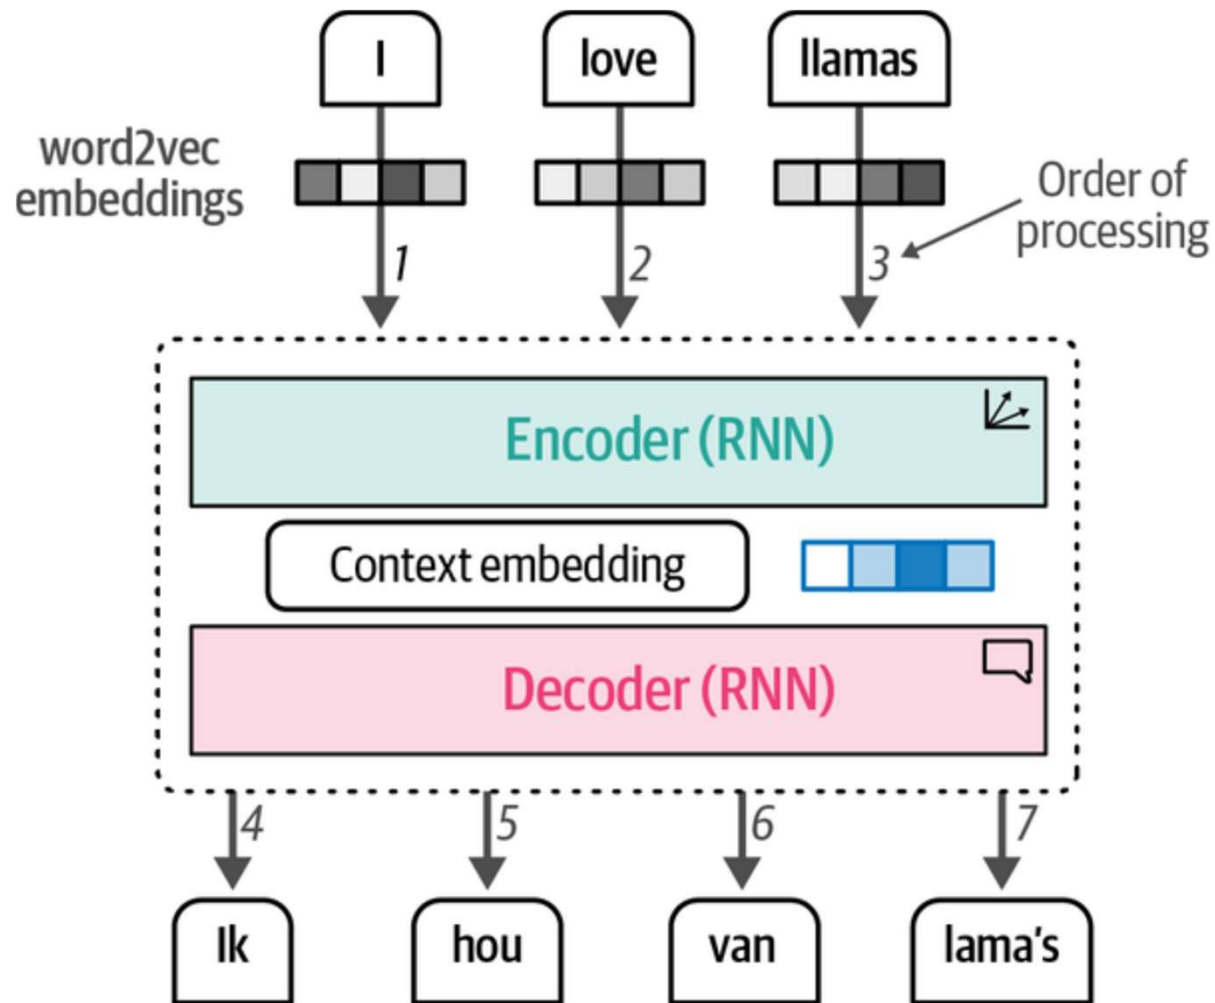 I
love
llamas
word2vec
embeddings
Order of
processing
1
2
3
Encoder (RNN)
Context embedding
Decoder (RNN)
4
5
6
7
Ik
hou
van
lama's